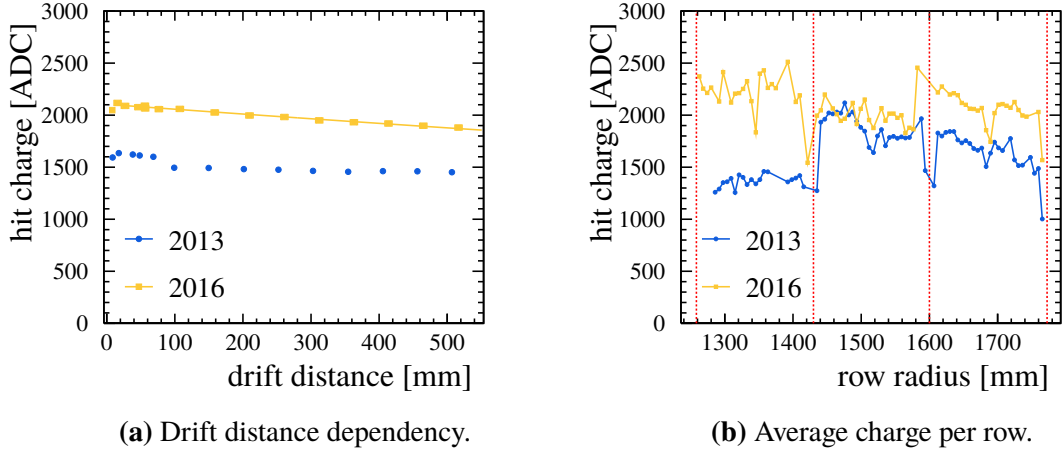 hit charge [ADC]
3000
2500
2000
1500
1000
500
0
2013
2016
0 100 200 300 400 500
drift distance [mm]
(a) Drift distance dependency.
hit charge [ADC]
3000
2500
2000
1500
1000
500
0
2013
2016
1300 1400 1500 1600 1700
row radius [mm]
(b) Average charge per row.